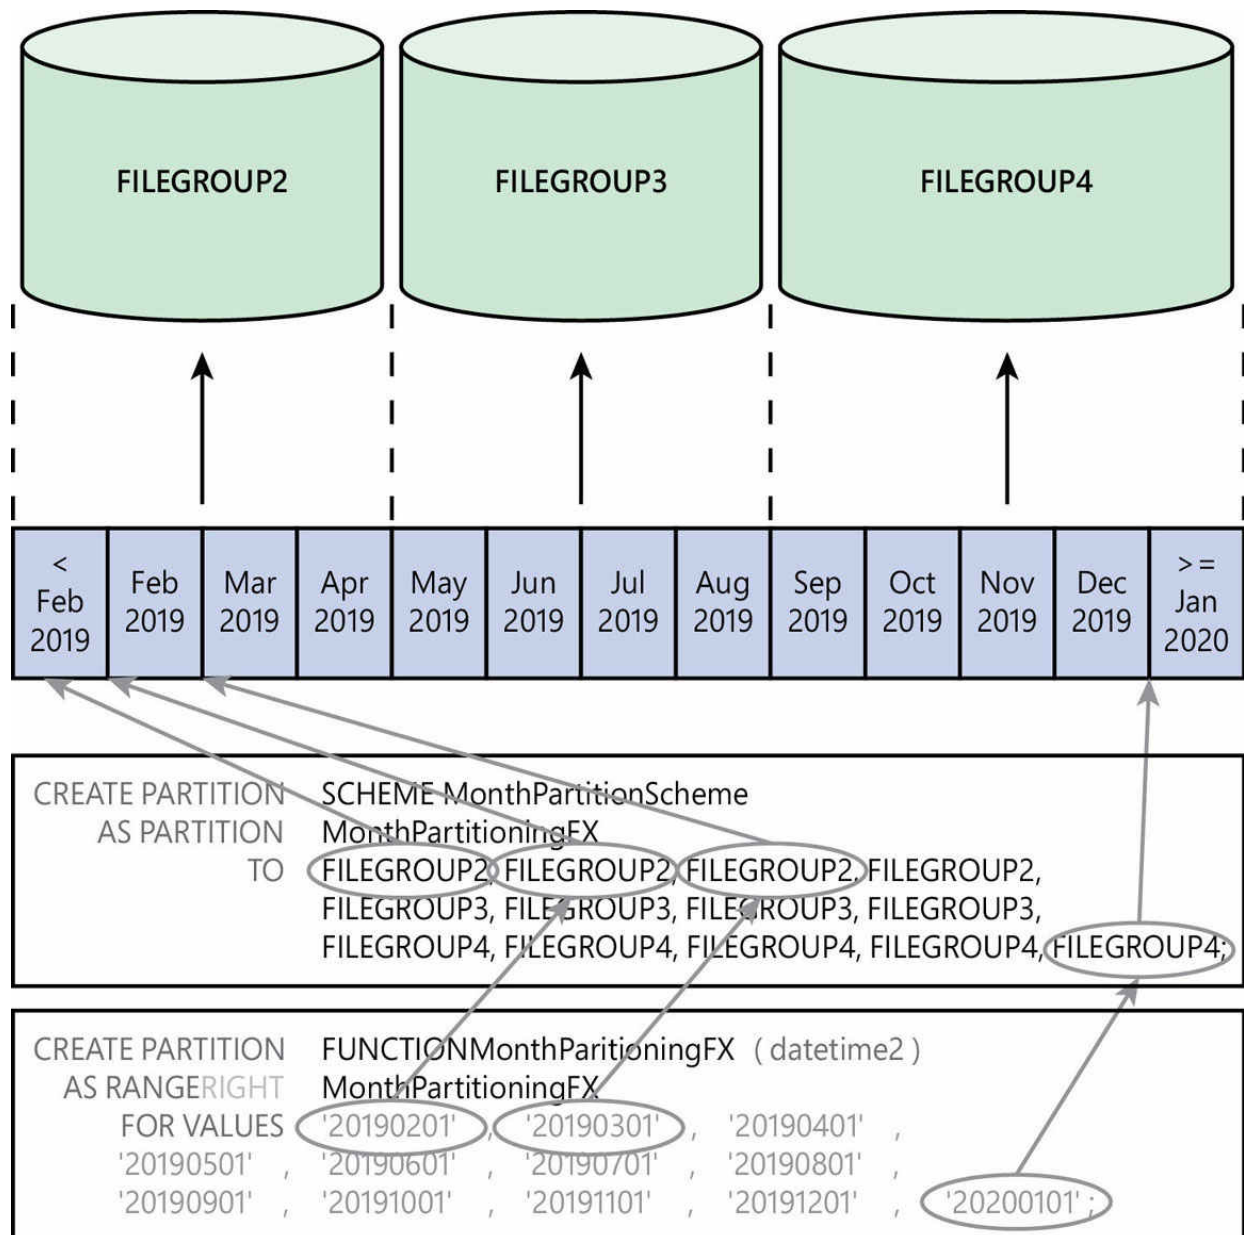 FILEGROUP2
FILEGROUP3
FILEGROUP4
<
Feb
2019
Feb
2019
Mar
2019
Apr
2019
May
2019
Jun
2019
Jul
2019
Aug
2019
Sep
2019
Oct
2019
Nov
2019
Dec
2019
> =
Jan
2020
CREATE PARTITION SCHEME MonthPartitionScheme
AS PARTITION MonthPartitioningFX
TO FILEGROUP2, FILEGROUP2, FILEGROUP2, FILEGROUP2,
FILEGROUP3, FILEGROUP3, FILEGROUP3, FILEGROUP3,
FILEGROUP4, FILEGROUP4, FILEGROUP4, FILEGROUP4, FILEGROUP4;
CREATE PARTITION FUNCTIONMonthParitioningFX ( datetime2 )
AS RANGERIGHT MonthPartitioningFX
FOR VALUES '20190201' , '20190301' , '20190401' ,
'20190501' , '20190601' , '20190701' , '20190801' ,
'20190901' , '20191001' , '20191101' , '20191201' , '20200101' ;